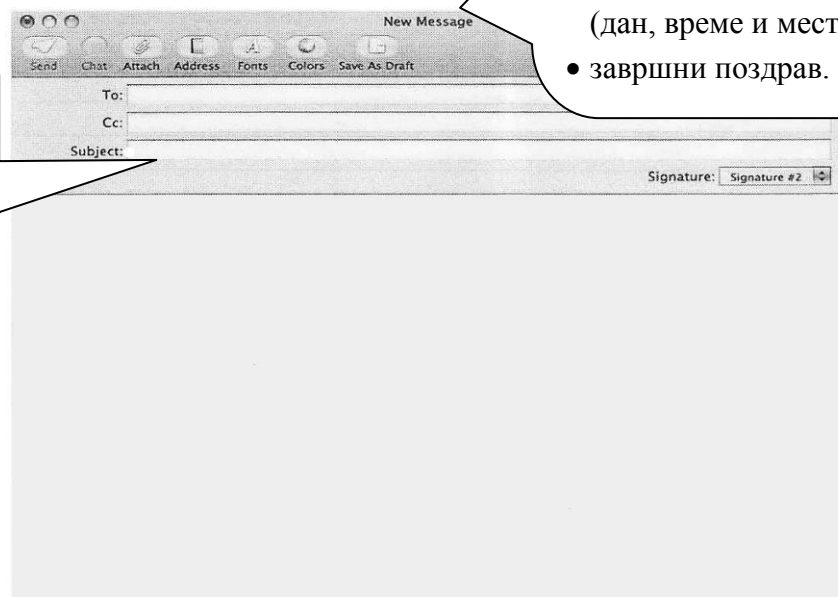 New Message
(дан, време и мест
• завршни поздрав.
Send Chat Attach Address Fonts Colors Save As Draft
To:
Cc:
Subject:
Signature: Signature #2